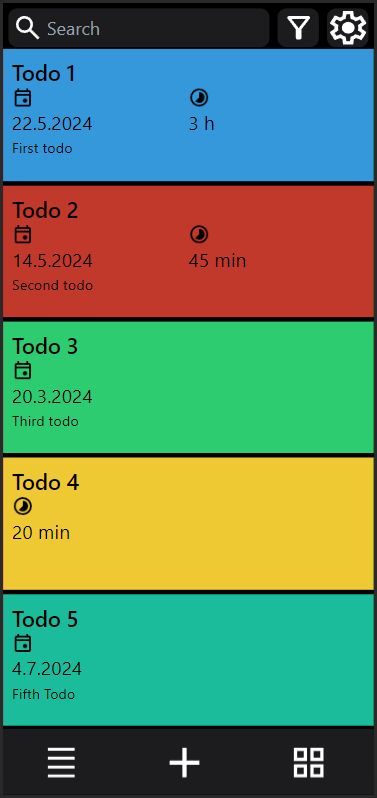 Search
Todo 1
22.5.2024 3 h
First todo
Todo 2
14.5.2024 45 min
Second todo
Todo 3
20.3.2024
Third todo
Todo 4
20 min
Todo 5
4.7.2024
Fifth Todo